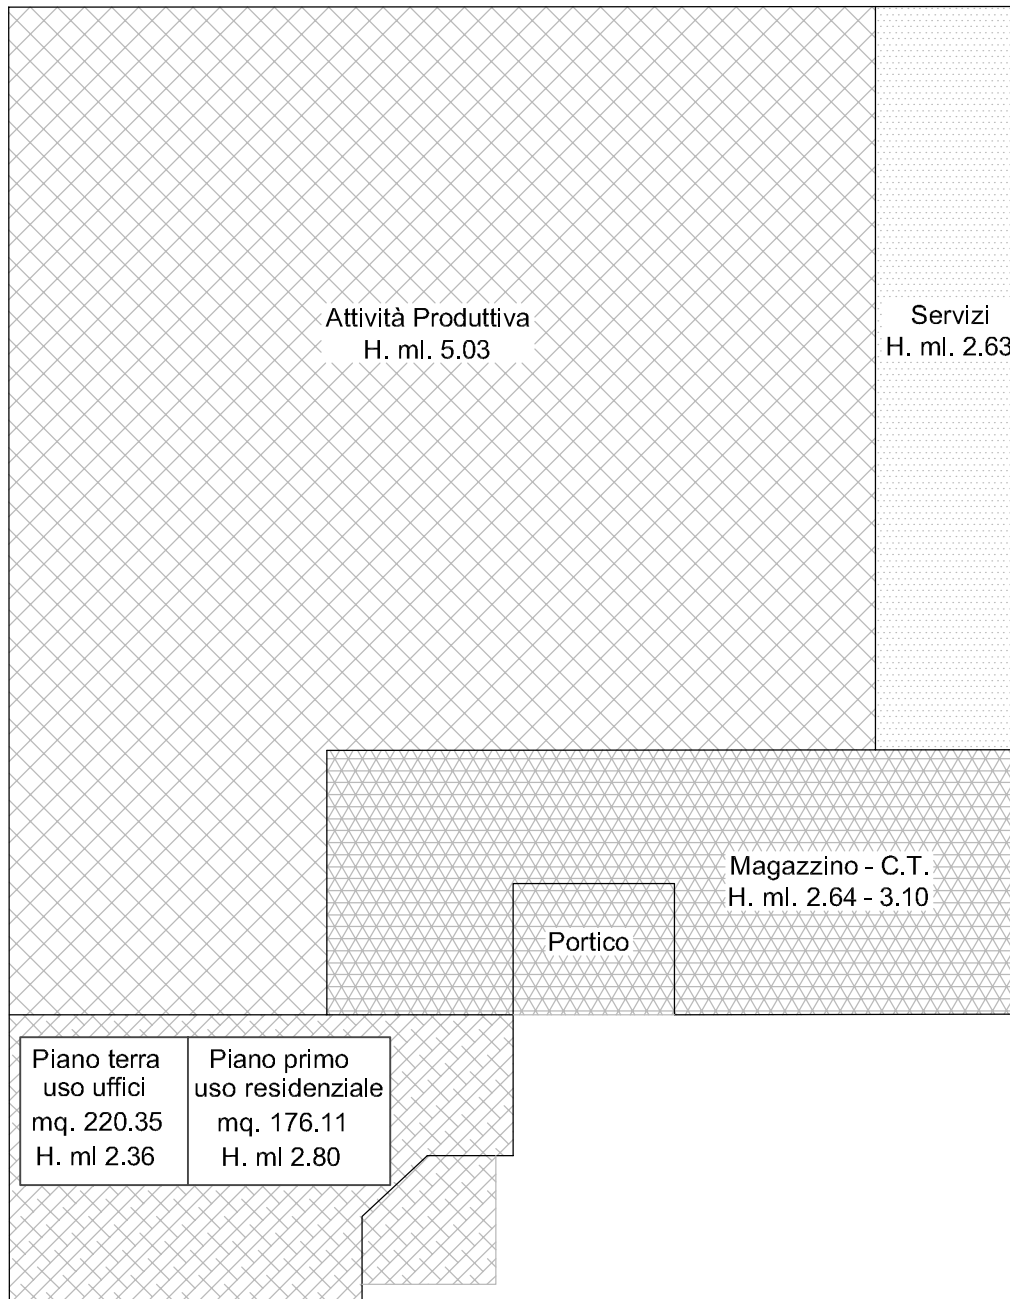 Attività Produttiva
H. ml. 5.03
Servizi
H. ml. 2.63
Magazzino - C.T.
H. ml. 2.64 - 3.10
Portico
Piano terra
uso uffici
mq. 220.35
H. ml 2.36
Piano primo
uso residenziale
mq. 176.11
H. ml 2.80